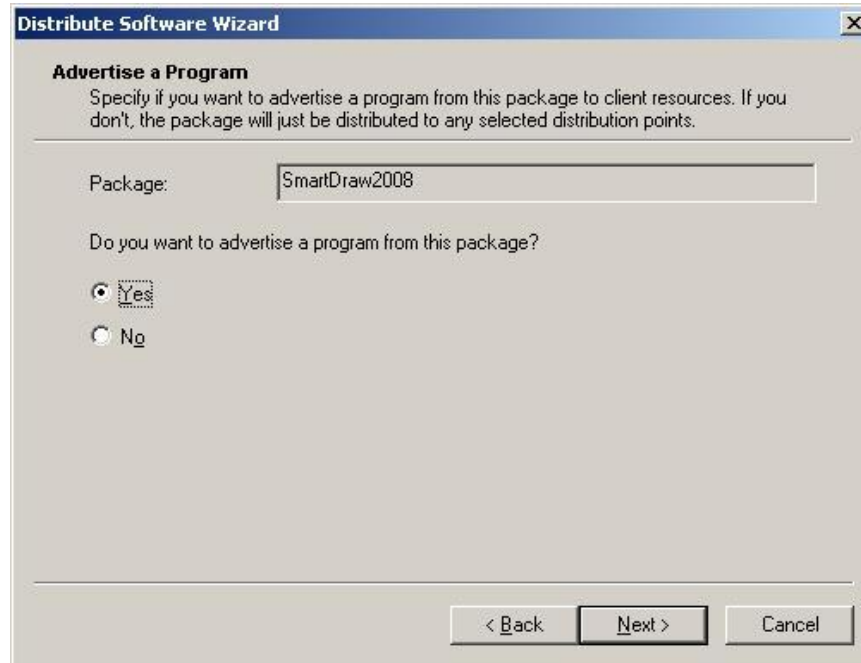 Distribute Software Wizard
Advertise a Program
Specify if you want to advertise a program from this package to client resources. If you
don't, the package will just be distributed to any selected distribution points.
Package: SmartDraw2008
Do you want to advertise a program from this package?
Yes
No
< Back Next > Cancel